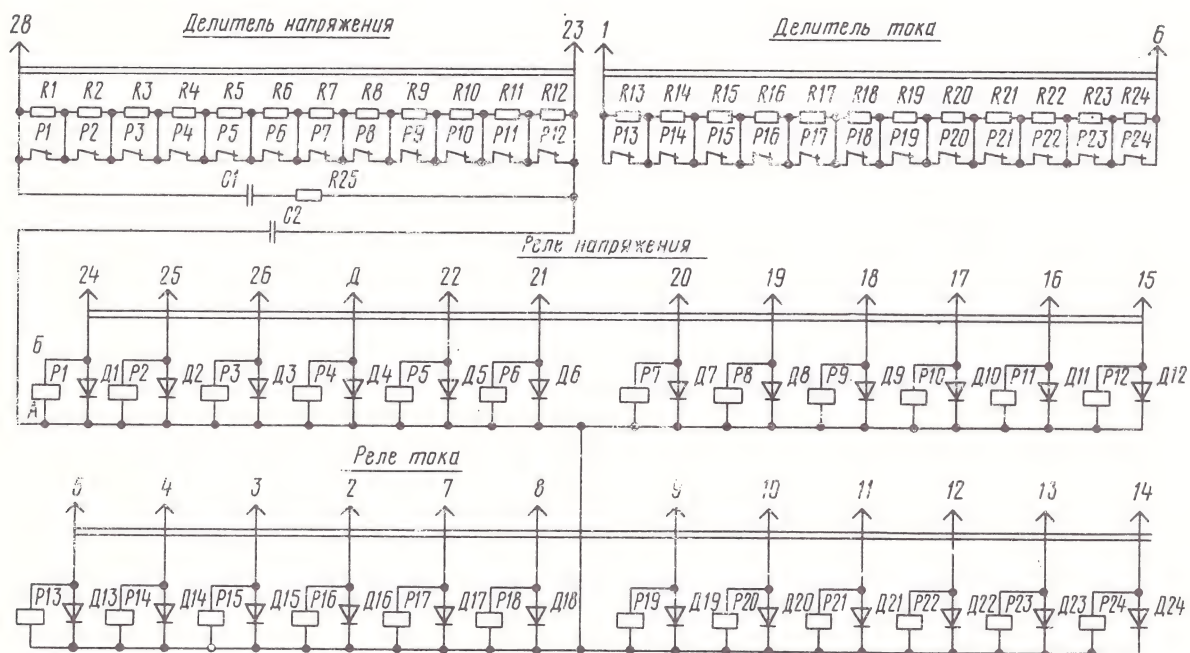 28 Делитель напряжения 23 1 Делитель тока 6
R1 R2 R3 R4 R5 R6 R7 R8 R9 R10 R11 R12 R13 R14 R15 R16 R17 R18 R19 R20 R21 R22 R23 R24
P1 P2 P3 P4 P5 P6 P7 P8 P9 P10 P11 P12 P13 P14 P15 P16 P17 P18 P19 P20 P21 P22 P23 P24
C1 R25
C2
Реле напряжения
24 25 26 Д 22 21 20 19 18 17 16 15
Б
P1 Д1 P2 Д2 P3 Д3 P4 Д4 P5 Д5 P6 Д6 P7 Д7 P8 Д8 P9 Д9 P10 Д10 P11 Д11 P12 Д12
А
Реле тока
5 4 3 2 7 8 9 10 11 12 13 14
P13 Д13 P14 Д14 P15 Д15 P16 Д16 P17 Д17 P18 Д18 P19 Д19 P20 Д20 P21 Д21 P22 Д22 P23 Д23 P24 Д24